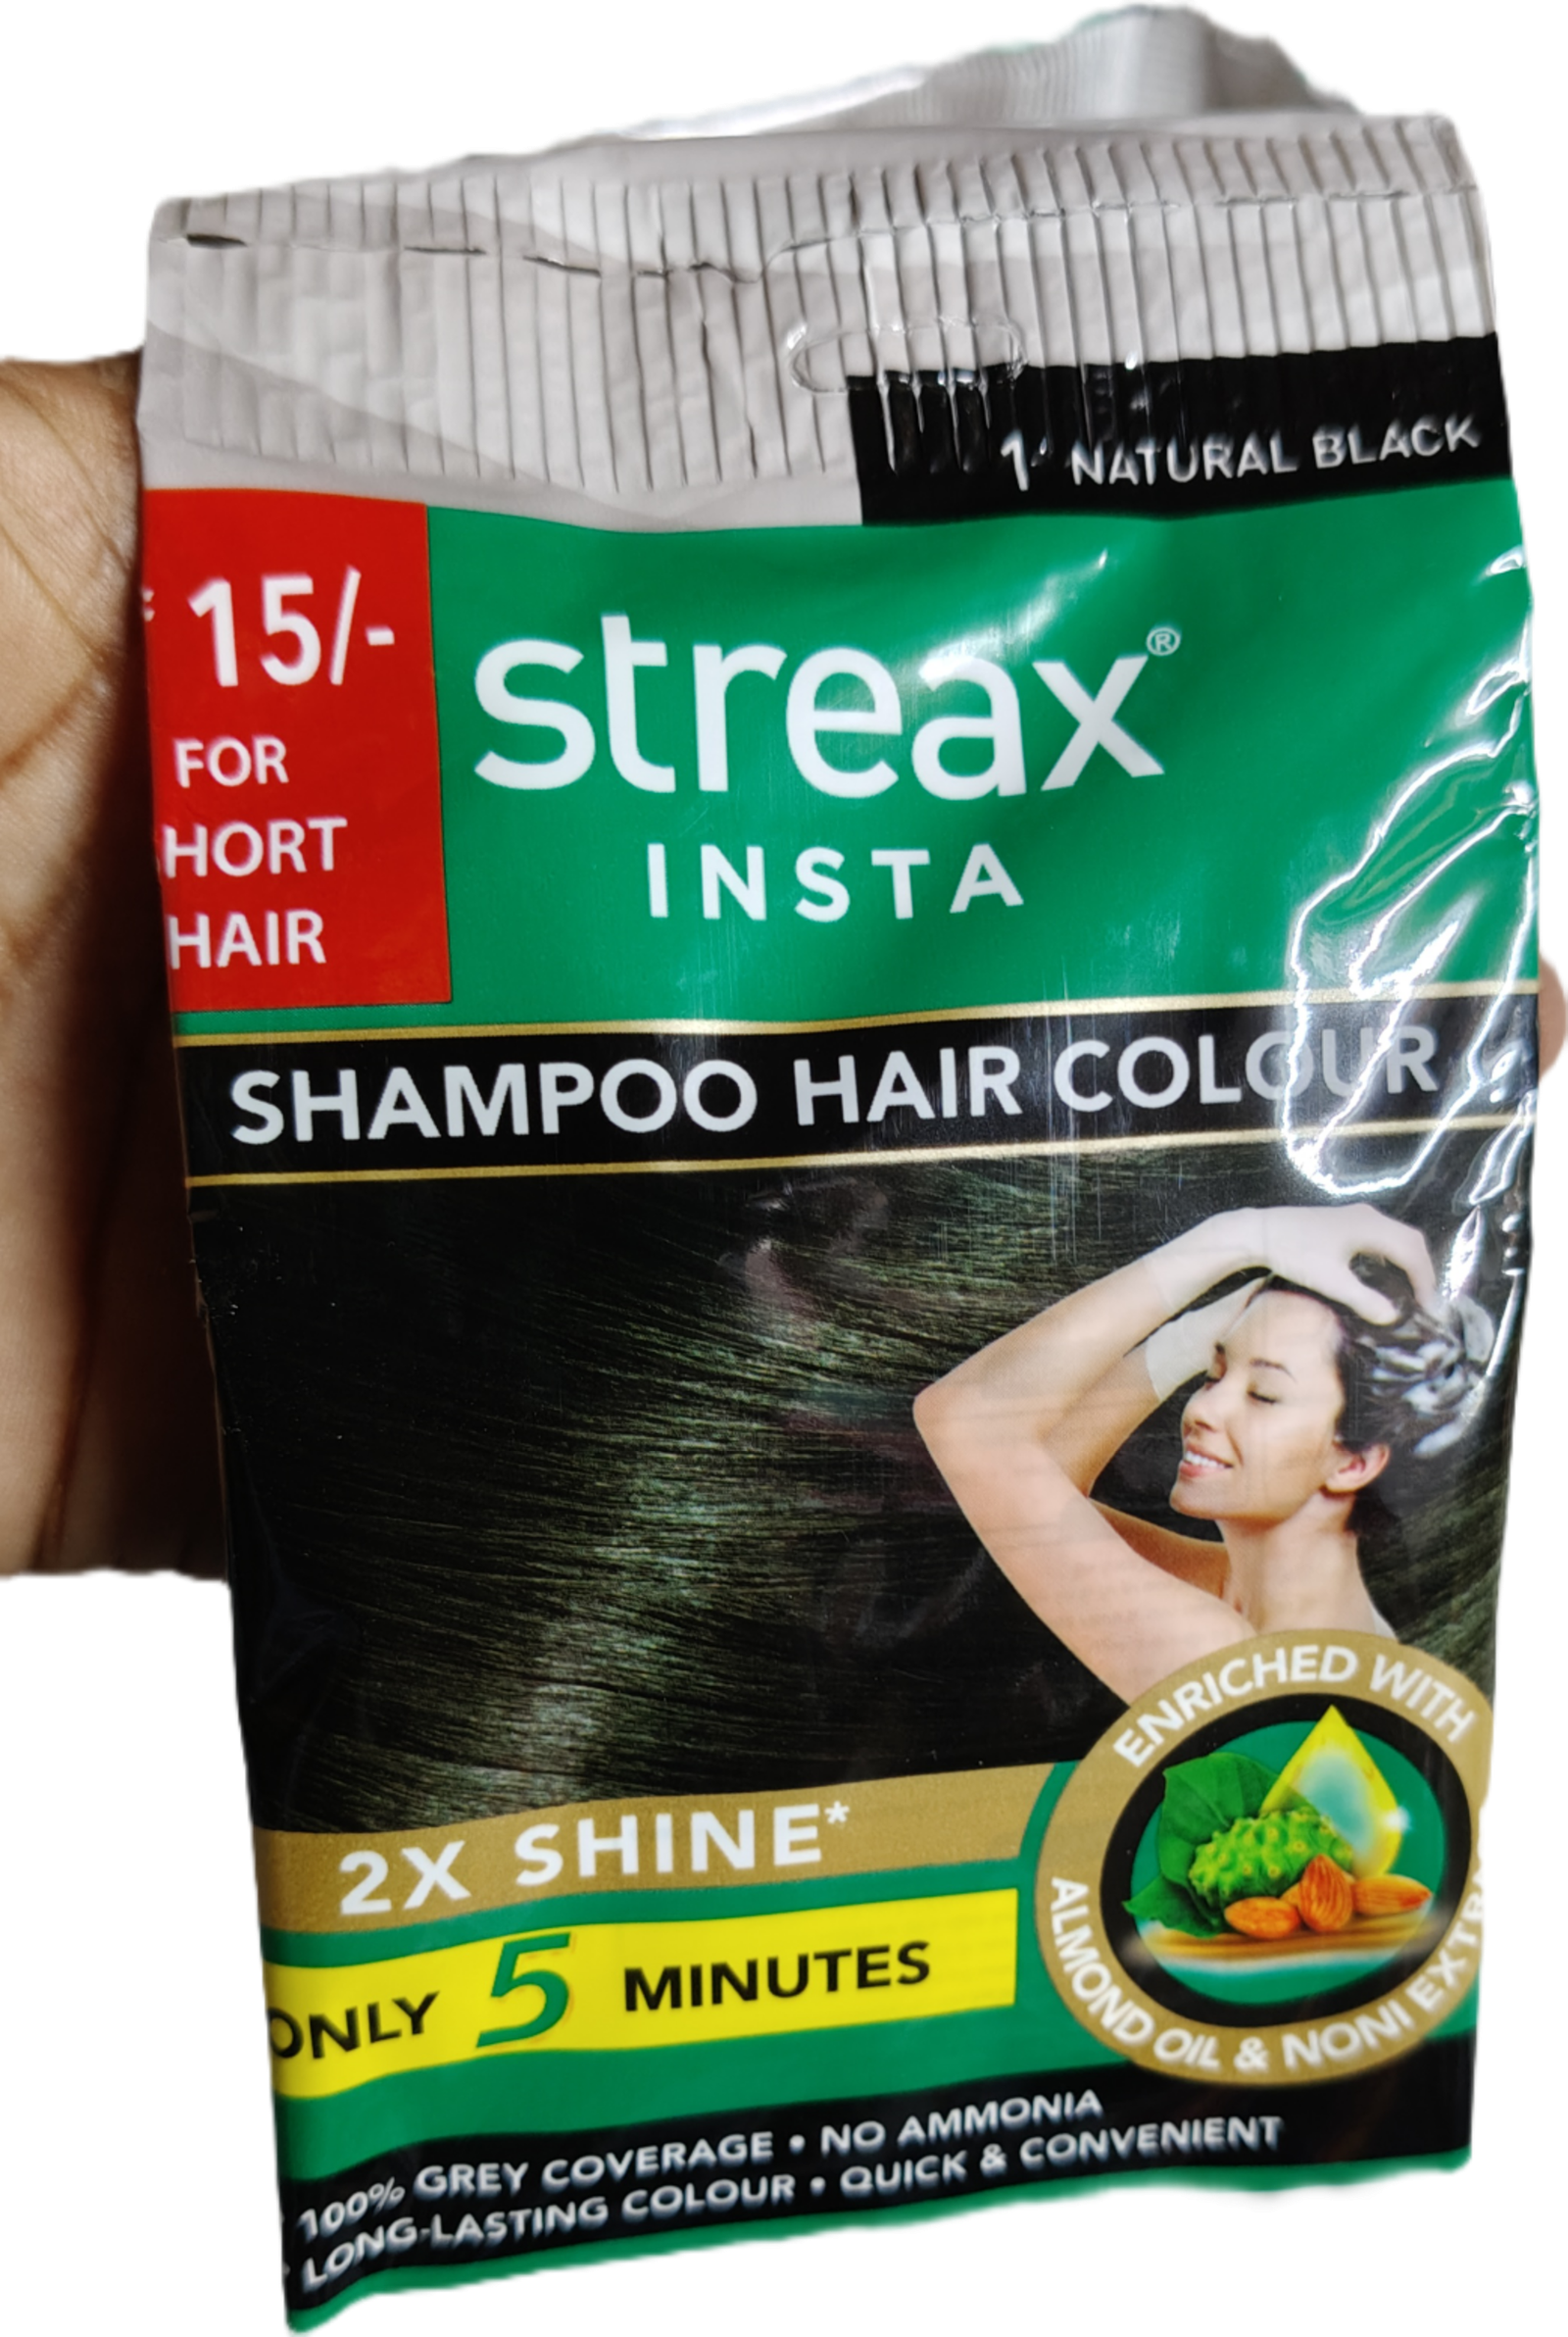 1 NATURAL BLACK
15/-
FOR
HORT
HAIR
streax®
INSTA
SHAMPOO HAIR COLOUR
ENRICHED WITH
ALMOND OIL & NONI EXTR
2X SHINE*
ONLY 5 MINUTES
100% GREY COVERAGE • NO AMMONIA
LONG-LASTING COLOUR • QUICK & CONVENIENT